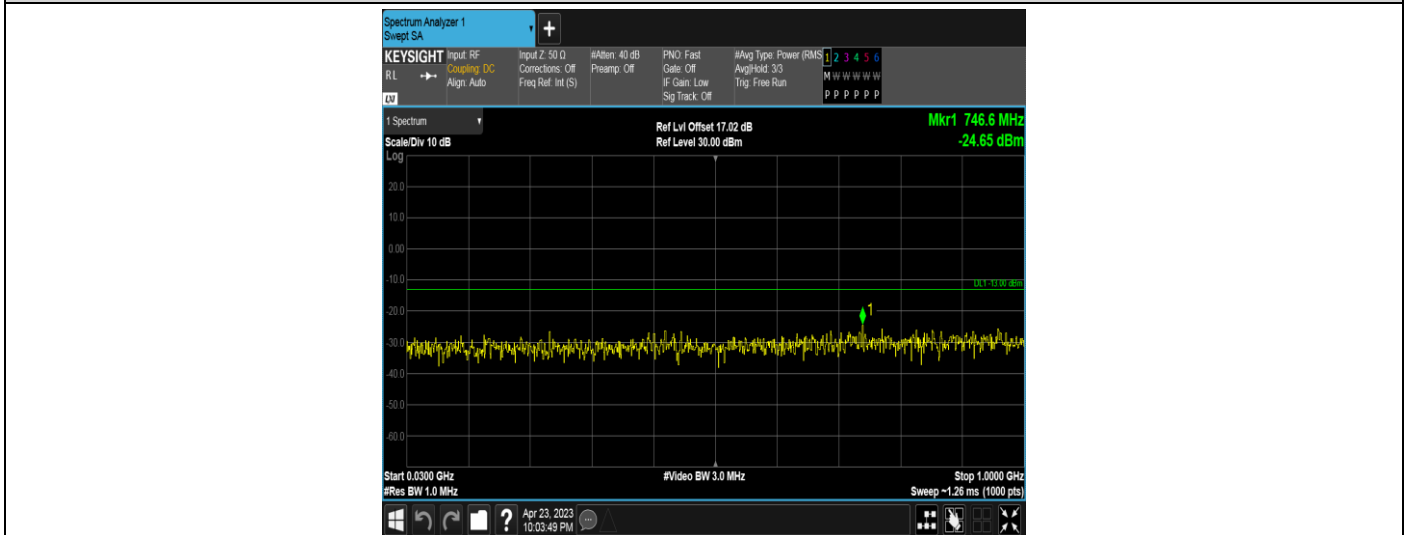 Spectrum Analyzer 1
Swept SA
+
KEYSIGHT
RL
LXI
Input: RF
Coupling: DC
Align: Auto
Input Z: 50 Ω
Corrections: Off
Freq Ref: Int (S)
#Atten: 40 dB
Preamp: Off
PNO: Fast
Gate: Off
IF Gain: Low
Sig Track: Off
#Avg Type: Power (RMS
Avg|Hold: 3/3
Trig: Free Run
1 2 3 4 5 6
M W W W W W
P P P P P P
1 Spectrum
Scale/Div 10 dB
Ref Lvl Offset 17.02 dB
Ref Level 30.00 dBm
Mkr1 746.6 MHz
-24.65 dBm
Log
20.0
10.0
0.00
-10.0
DL1 -13.00 dBm
-20.0
1
-30.0
-40.0
-50.0
-60.0
Start 0.0300 GHz
#Video BW 3.0 MHz
Stop 1.0000 GHz
#Res BW 1.0 MHz
Sweep ~1.26 ms (1000 pts)
?
Apr 23, 2023
10:03:49 PM